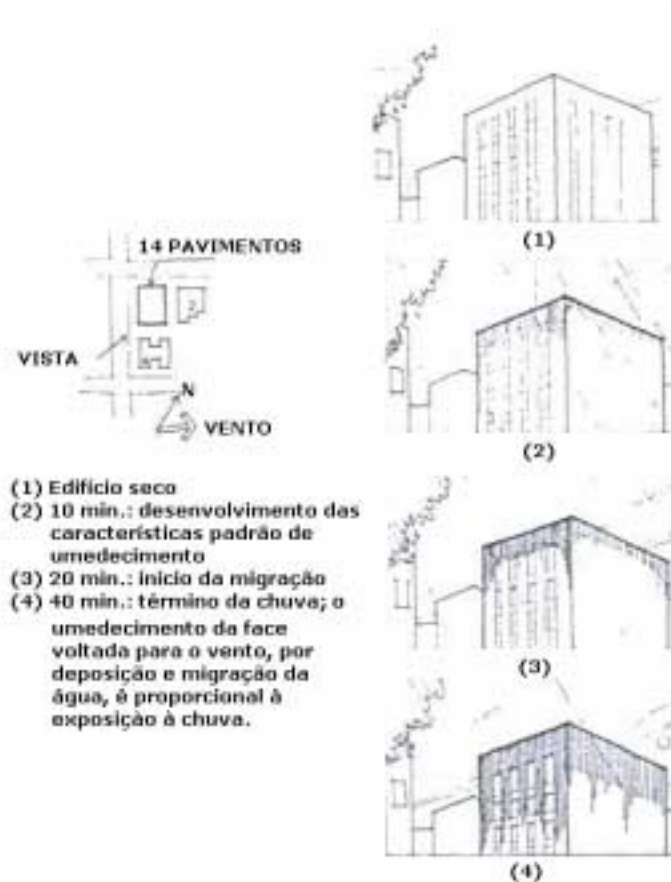 (1)
14 PAVIMENTOS
2
VISTA
N
VENTO
(2)
(1) Edifício seco
(2) 10 min.: desenvolvimento das
características padrão de
umedecimento
(3) 20 min.: inicio da migração
(4) 40 min.: término da chuva; o
umedecimento da face
voltada para o vento, por
deposição e migração da
água, é proporcional à
exposição à chuva.
(3)
(4)